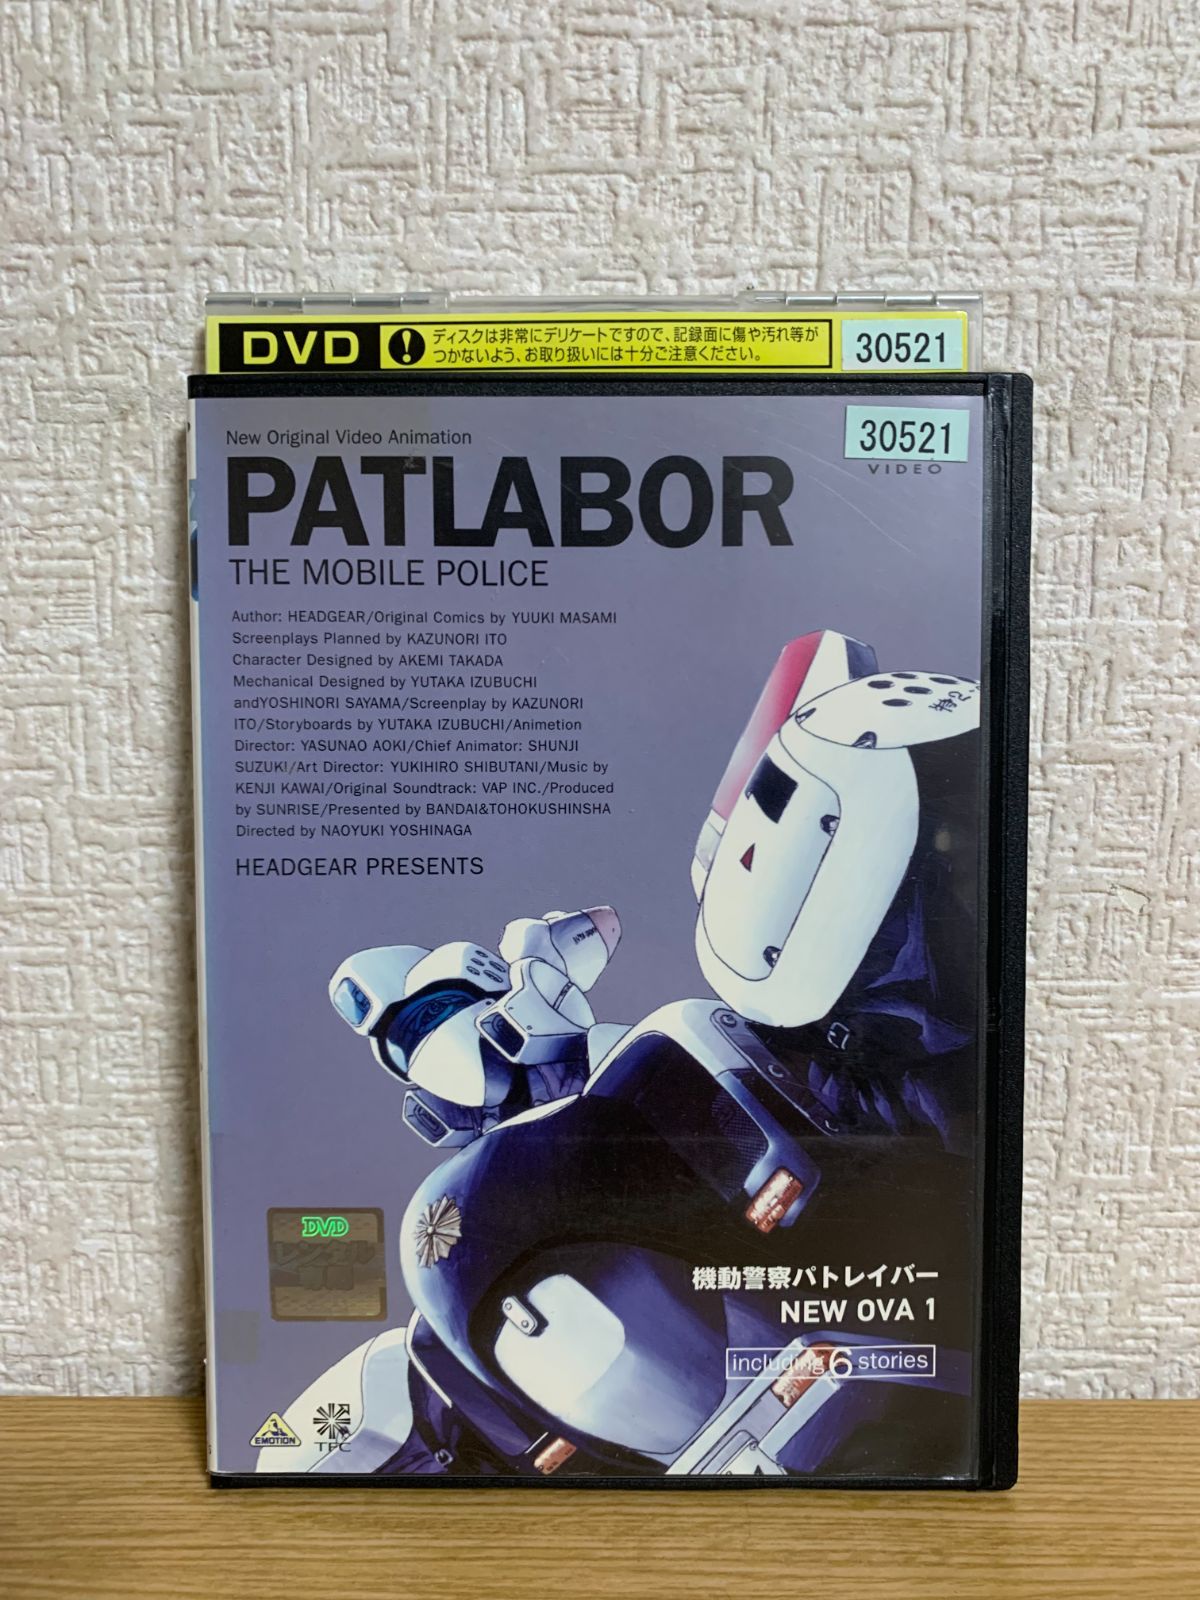 DVD
ディスクは非常にデリケートですので、記録面に傷や汚れ等が
つかないよう、お取り扱いには十分ご注意ください。
30521
30521
VIDEO
New Original Video Animation
PATLABOR
THE MOBILE POLICE
Author: HEADGEAR/Original Comics by YUUKI MASAMI
Screenplays Planned by KAZUNORI ITO
Character Designed by AKEMI TAKADA
Mechanical Designed by YUTAKA IZUBUCHI
andYOSHINORI SAYAMA/Screenplay by KAZUNORI
ITO/Storyboards by YUTAKA IZUBUCHI/Animetion
Director: YASUNAO AOKI/Chief Animator: SHUNJI
SUZUKI/Art Director: YUKIHIRO SHIBUTANI/Music by
KENJI KAWAI/Original Soundtrack: VAP INC./Produced
by SUNRISE/Presented by BANDAI&TOHOKUSHINSHA
Directed by NAOYUKI YOSHINAGA
HEADGEAR PRESENTS
DVD
レンタル
機動警察パトレイバー
NEW OVA 1
including 6 stories
EMOTION
TFC